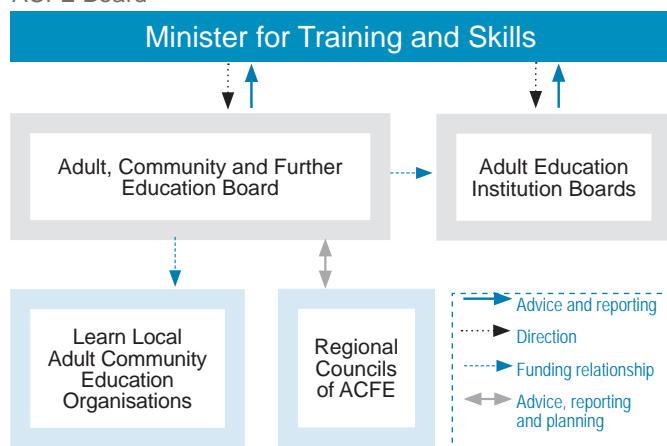 Minister for Training and Skills
Adult, Community and Further
Education Board
Adult Education
Institution Boards
Learn Local
Adult Community
Education
Organisations
Regional
Councils
of ACFE
Advice and reporting
Direction
Funding relationship
Advice, reporting
and planning